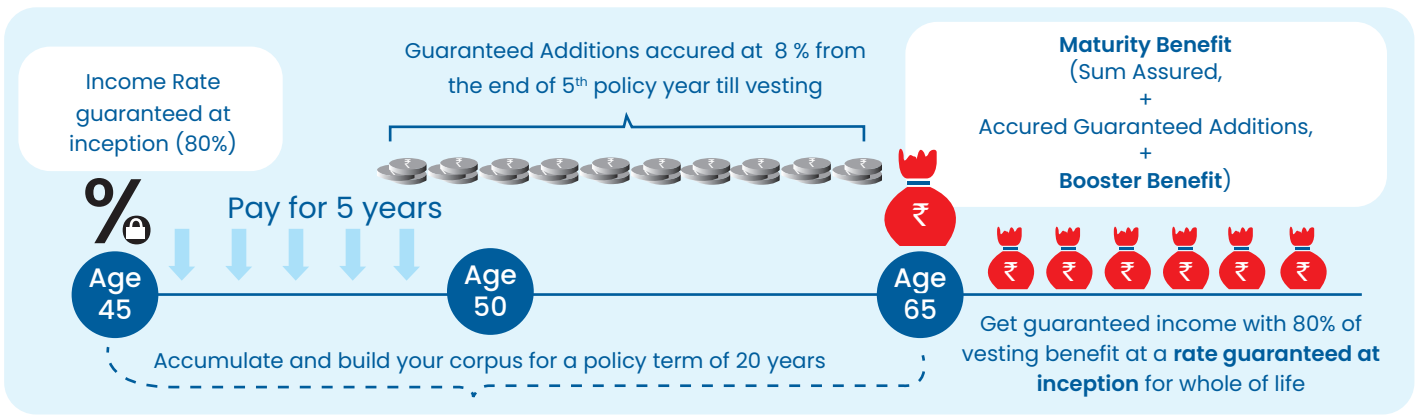 Income Rate
guaranteed at
inception (80%)
%
Pay for 5 years
Guaranteed Additions accured at 8 % from
the end of 5th policy year till vesting
₹ ₹ ₹ ₹ ₹ ₹ ₹ ₹ ₹ ₹
Maturity Benefit
(Sum Assured,
+
Accured Guaranteed Additions,
+
Booster Benefit)
₹
₹ ₹ ₹ ₹ ₹ ₹
Age
45
Age
50
Age
65
Accumulate and build your corpus for a policy term of 20 years
Get guaranteed income with 80% of
vesting benefit at a rate guaranteed at
inception for whole of life